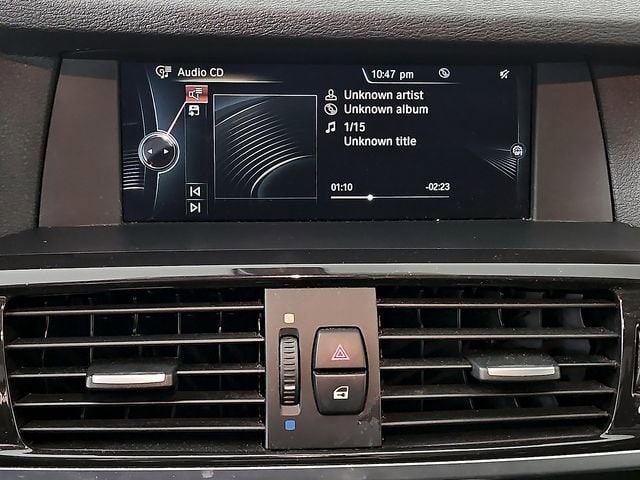 Audio CD
10:47 pm
Unknown artist
Unknown album
1/15
Unknown title
01:10
-02:23